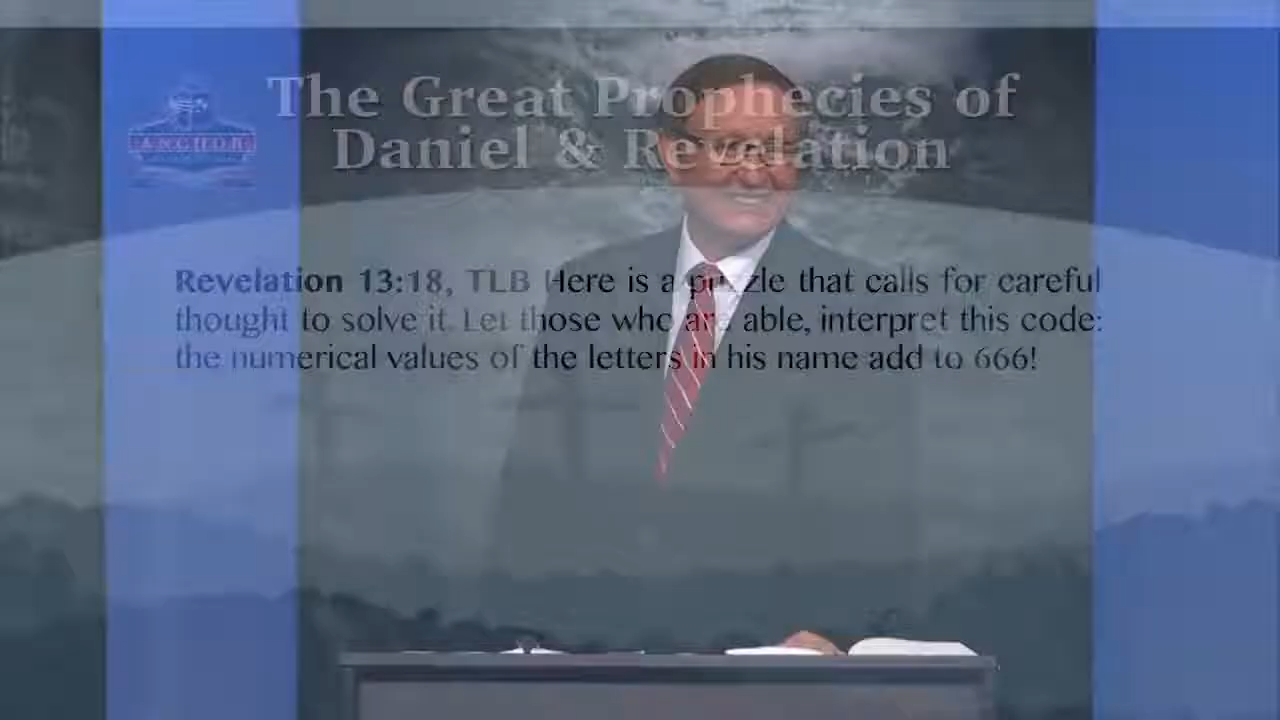 The Great Prophecies of
Daniel & Revelation
ANCHOR
Revelation 13:18, TLB Here is a puzzle that calls for careful
thought to solve it. Let those who are able, interpret this code:
the numerical values of the letters in his name add to 666!